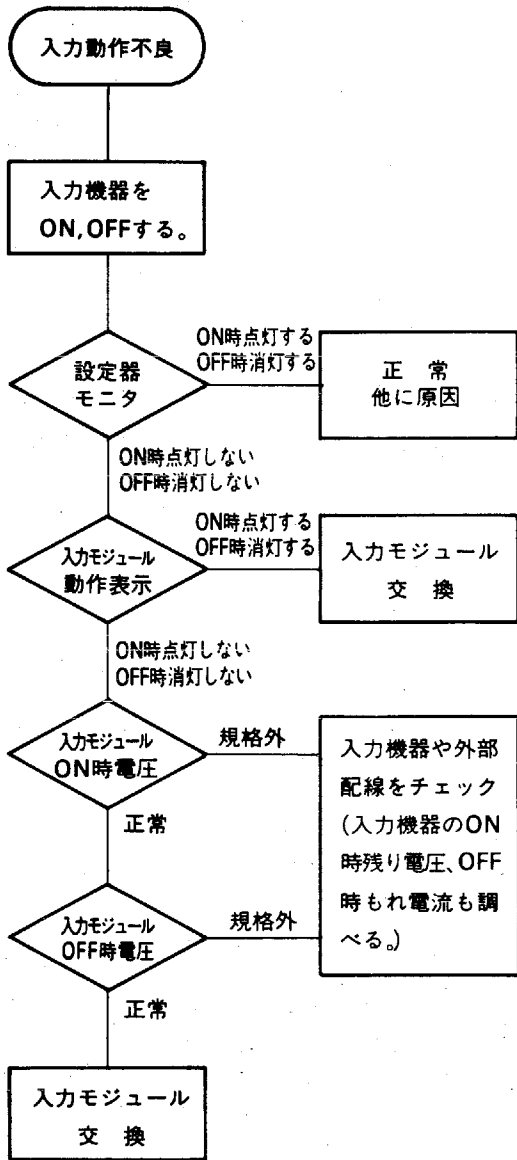 入力動作不良
入力機器を
ON,OFFする。
設定器
モニタ
ON時点灯する
OFF時消灯する
正 常
他に原因
ON時点灯しない
OFF時消灯しない
入力モジュール
動作表示
ON時点灯する
OFF時消灯する
入力モジュール
交 換
ON時点灯しない
OFF時消灯しない
入力モジュール
ON時電圧
規格外
入力機器や外部
配線をチェック
(入力機器のON
時残り電圧、OFF
時もれ電流も調
べる。)
正常
入力モジュール
OFF時電圧
規格外
正常
入力モジュール
交 換